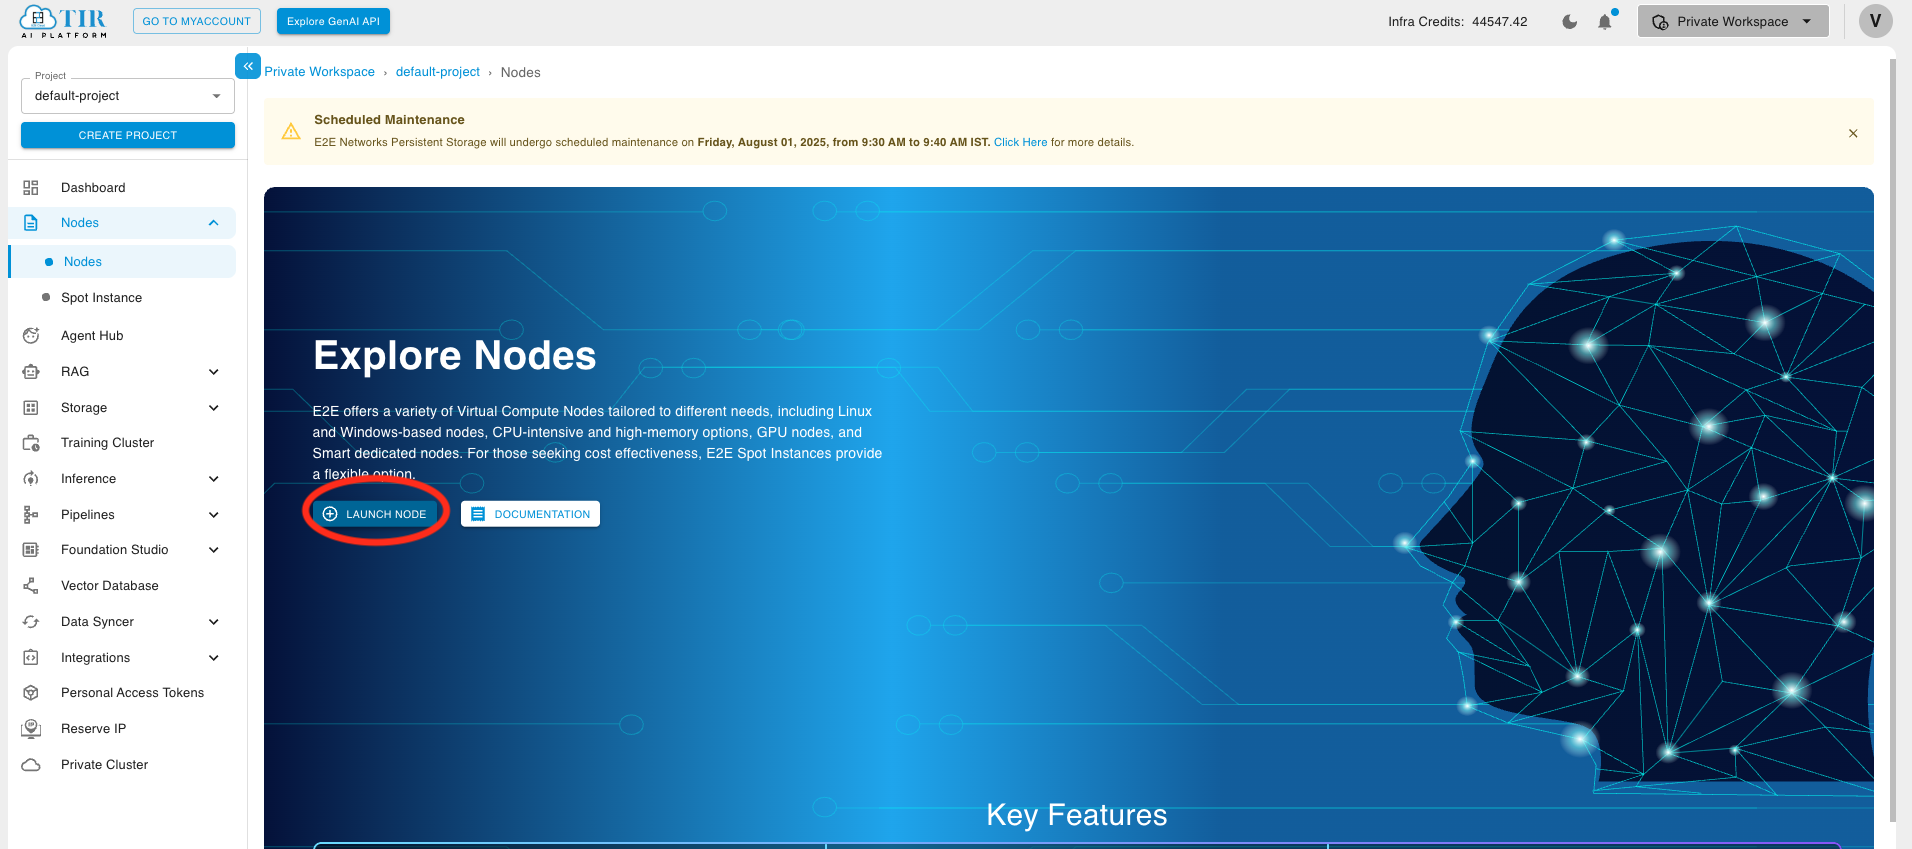 TIR
AI PLATFORM
GO TO MYACCOUNT
Explore GenAI API
Infra Credits: 44547.42
Private Workspace
V
Project
default-project
CREATE PROJECT
Dashboard
Nodes
Nodes
Spot Instance
Agent Hub
RAG
Storage
Training Cluster
Inference
Pipelines
Foundation Studio
Vector Database
Data Syncer
Integrations
Personal Access Tokens
Reserve IP
Private Cluster
Private Workspace › default-project › Nodes
Scheduled Maintenance
E2E Networks Persistent Storage will undergo scheduled maintenance on Friday, August 01, 2025, from 9:30 AM to 9:40 AM IST. Click Here for more details.
Explore Nodes
E2E offers a variety of Virtual Compute Nodes tailored to different needs, including Linux
and Windows-based nodes, CPU-intensive and high-memory options, GPU nodes, and
Smart dedicated nodes. For those seeking cost effectiveness, E2E Spot Instances provide
a flexible option.
LAUNCH NODE
DOCUMENTATION
Key Features